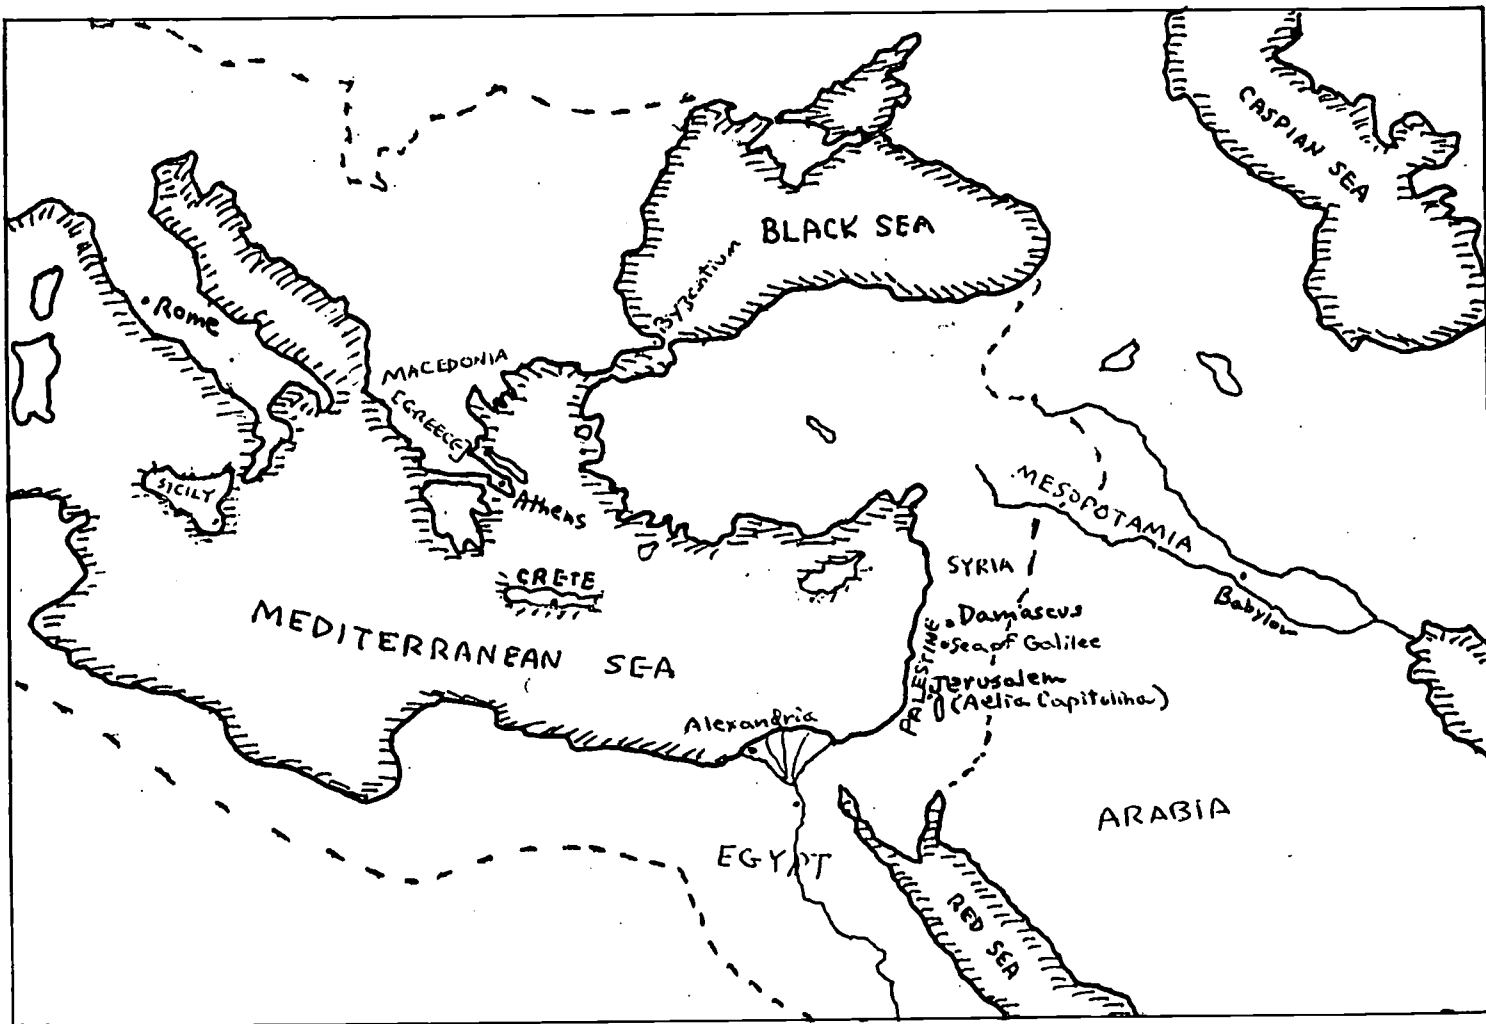 CASPIAN SEA
BLACK SEA
Byzentium
Rome
MACEDONIA
[GREECE]
SICILY
Athens
MESOPOTAMIA
CRETE
SYRIA
Babylon
MEDITERRANEAN SEA
PALESTINE
Damascus
Sea of Galilee
Jerusalem
(Aelia Capitolina)
Alexandria
ARABIA
EGYPT
RED SEA